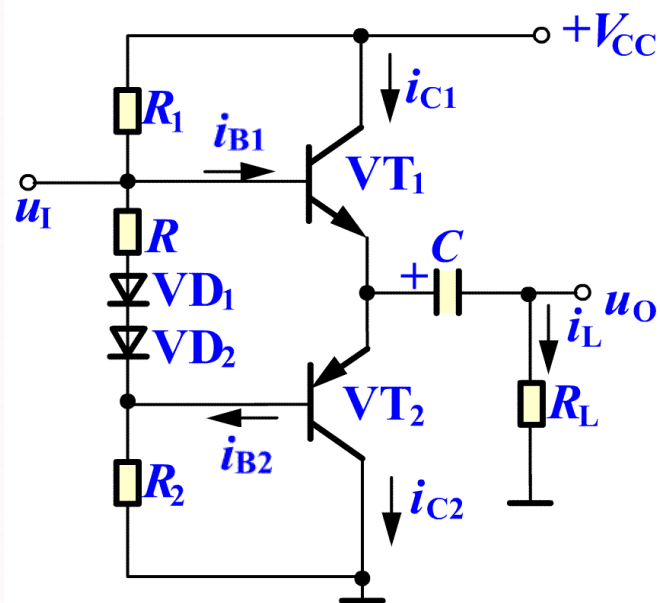 +VCC
iC1
R1
iB1
VT1
uI
R
C
+
VD1
uO
iL
VD2
VT2
RL
iB2
R2
iC2